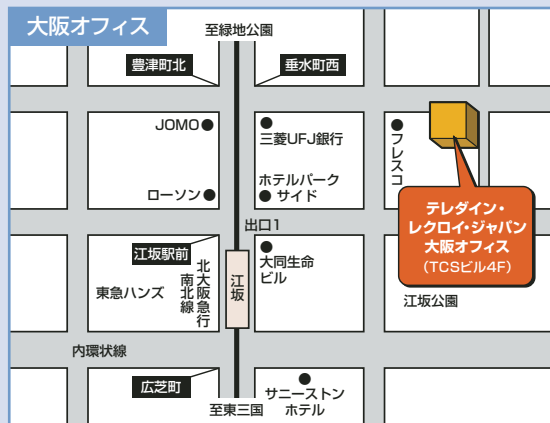 大阪オフィス
至緑地公園
豊津町北
垂水町西
JOMO
三菱UFJ銀行
フレスコ
ローソン
ホテルパーク
サイド
テレダイン・
レクロイ・ジャパン
大阪オフィス
(TCSビル4F)
出口1
江坂駅前
東急ハンズ
北大阪急行
南北線
江坂
大同生命
ビル
江坂公園
内環状線
広芝町
サニーストン
ホテル
至東三国